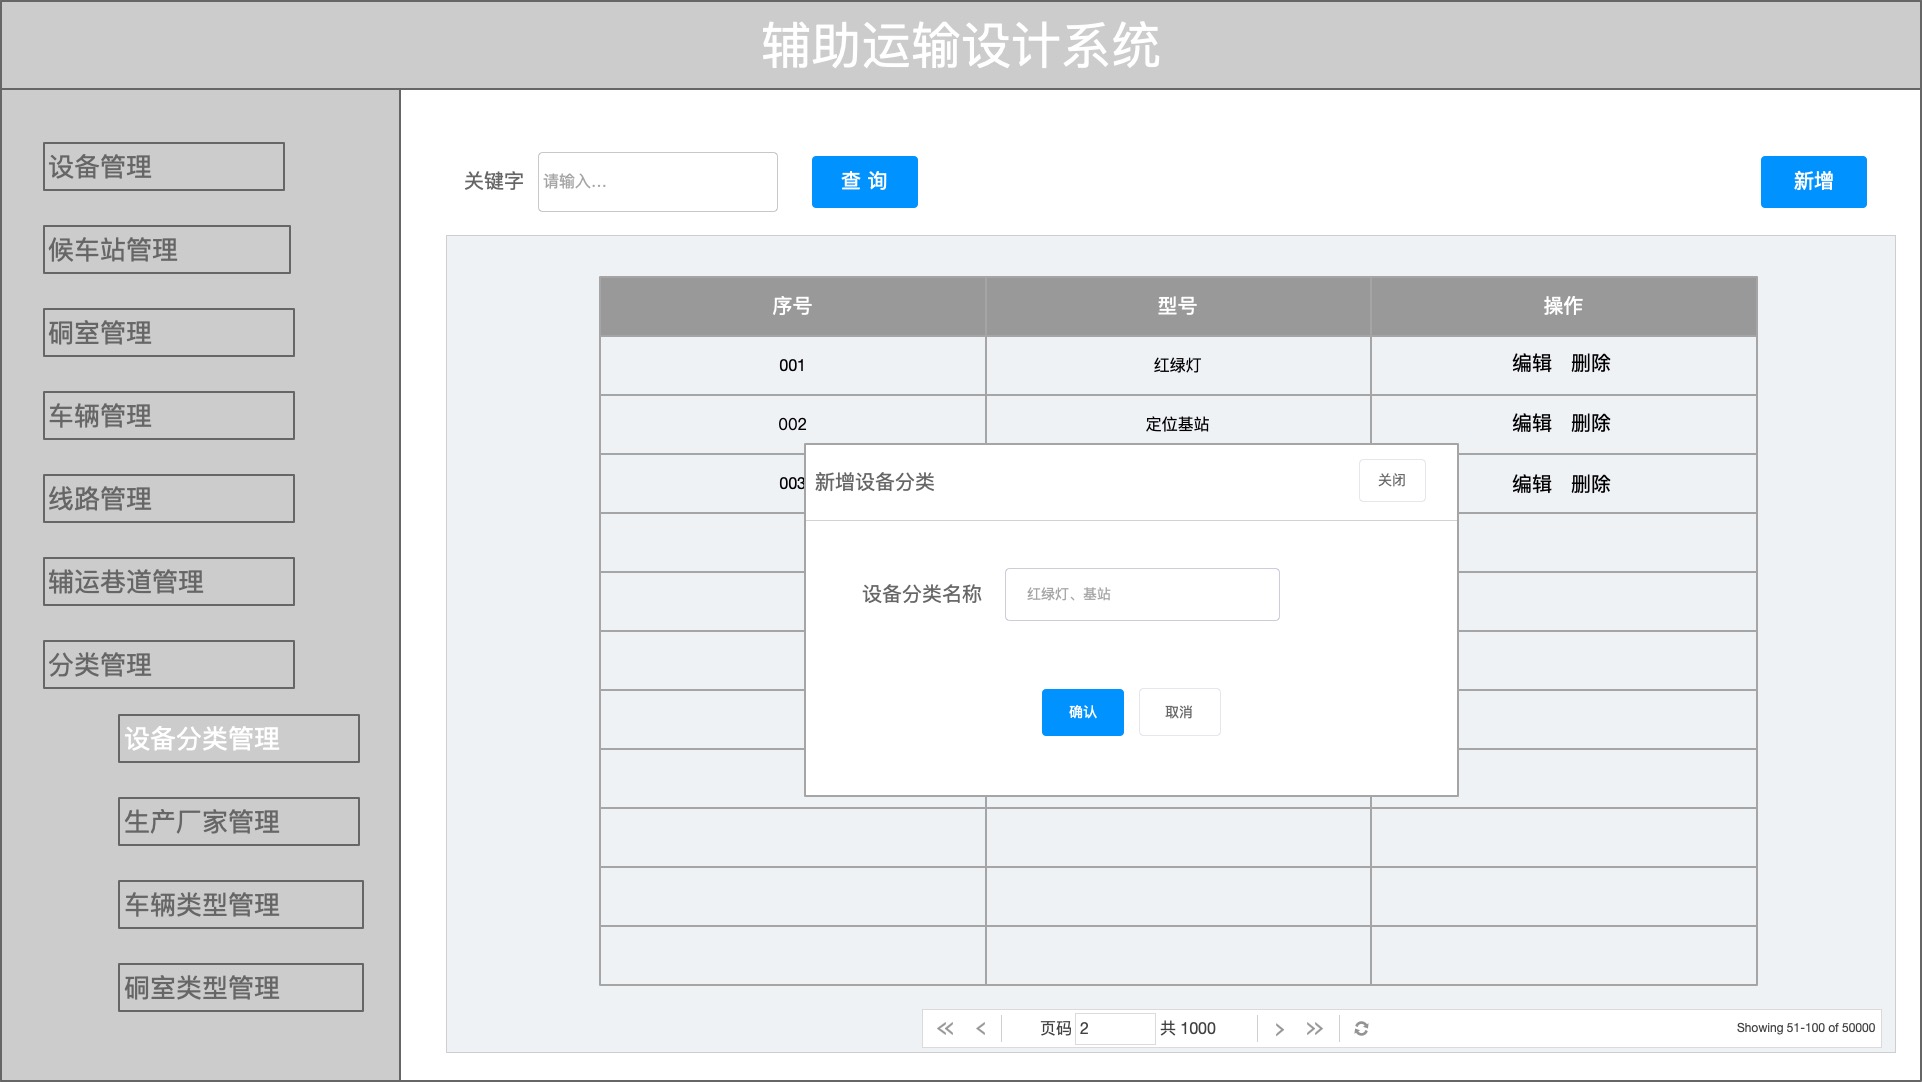 辅助运输设计系统
设备管理
候车站管理
硐室管理
车辆管理
线路管理
辅运巷道管理
分类管理
设备分类管理
生产厂家管理
车辆类型管理
硐室类型管理
关键字 请输入... 查 询 新增
序号 型号 操作
001 红绿灯 编辑 删除
002 定位基站 编辑 删除
003 编辑 删除
新增设备分类 关闭
设备分类名称 红绿灯、基站
确认 取消
页码 2 共 1000 Showing 51-100 of 50000